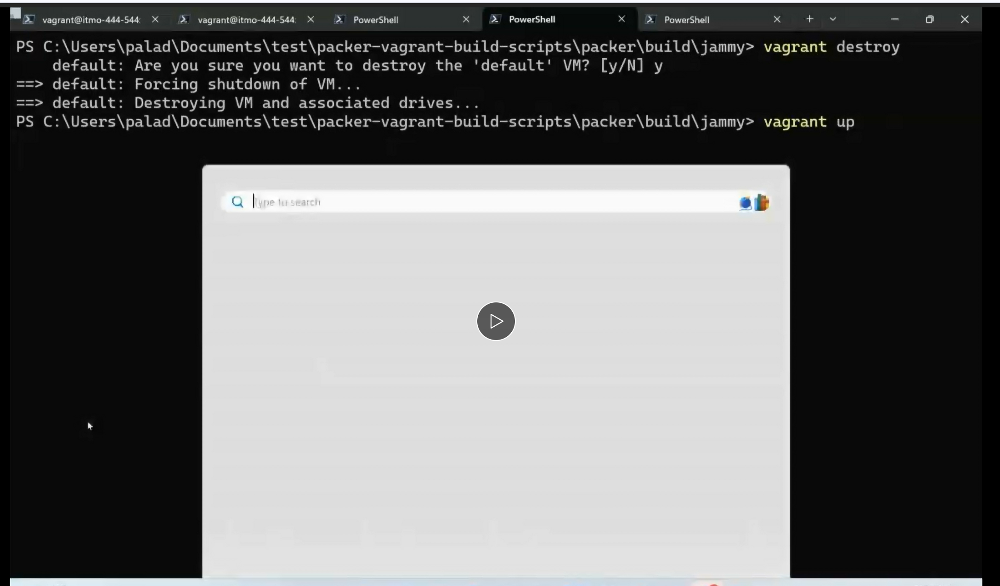 vagrant@itmo-444-544: vagrant@itmo-444-544: PowerShell PowerShell PowerShell
PS C:\Users\palad\Documents\test\packer-vagrant-build-scripts\packer\build\jammy> vagrant destroy
    default: Are you sure you want to destroy the 'default' VM? [y/N] y
==> default: Forcing shutdown of VM...
==> default: Destroying VM and associated drives...
PS C:\Users\palad\Documents\test\packer-vagrant-build-scripts\packer\build\jammy> vagrant up
Type to search